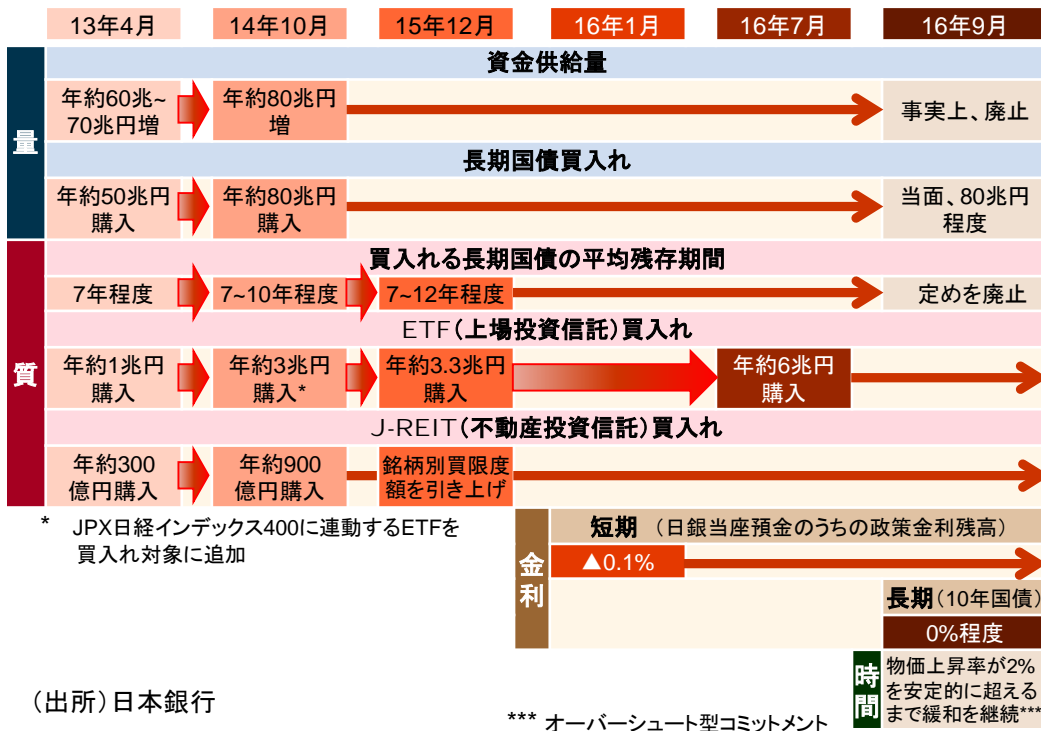 13年4月 14年10月 15年12月 16年1月 16年7月 16年9月
量
資金供給量
年約60兆~
70兆円増
年約80兆円
増
事実上、廃止
長期国債買入れ
年約50兆円
購入
年約80兆円
購入
当面、80兆円
程度
質
買入れる長期国債の平均残存期間
7年程度
7~10年程度
7~12年程度
定めを廃止
ETF(上場投資信託)買入れ
年約1兆円
購入
年約3兆円
購入*
年約3.3兆円
購入
年約6兆円
購入
J-REIT(不動産投資信託)買入れ
年約300
億円購入
年約900
億円購入
銘柄別買限度
額を引き上げ
* JPX日経インデックス400に連動するETFを
買入れ対象に追加
金利
短期 (日銀当座預金のうちの政策金利残高)
▲0.1%
長期(10年国債)
0%程度
時間
物価上昇率が2%
を安定的に超える
まで緩和を継続***
(出所)日本銀行
*** オーバーシュート型コミットメント